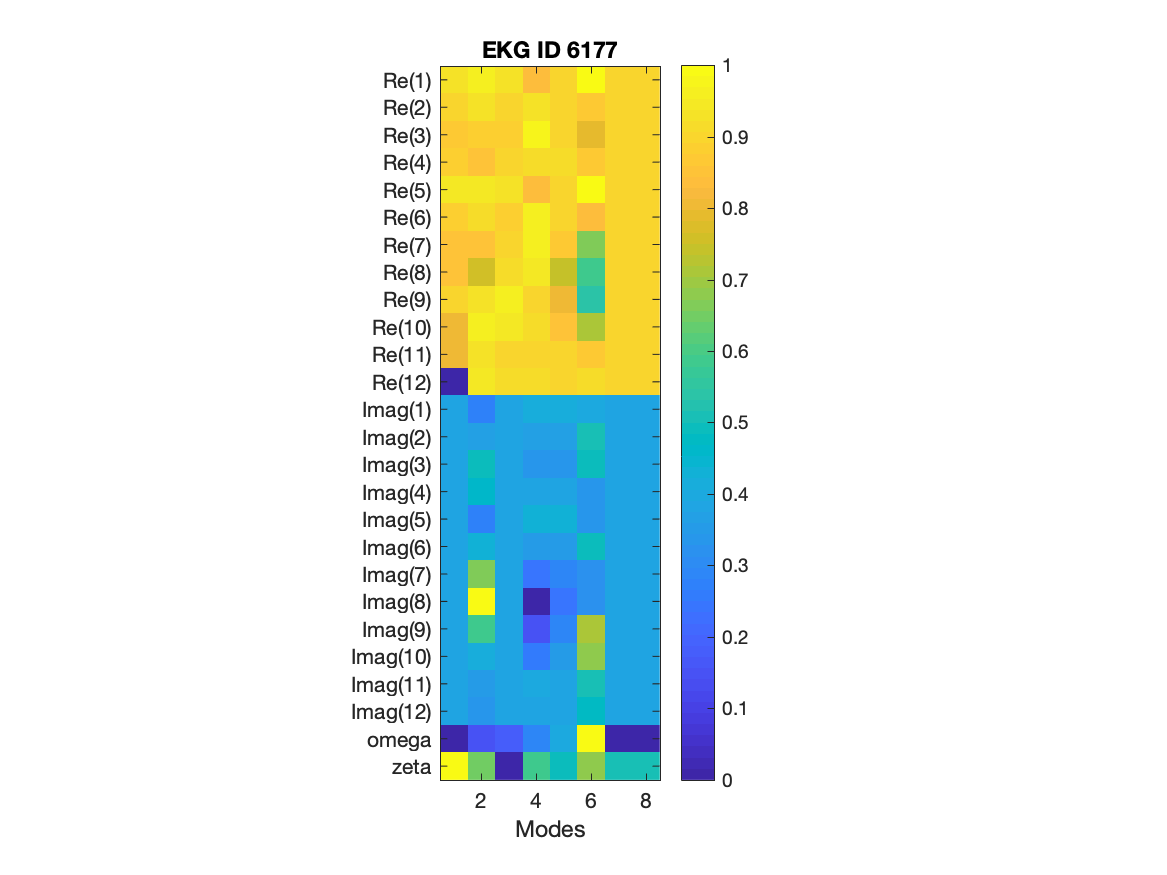 EKG ID 6177
Re(1)
Re(2)
Re(3)
Re(4)
Re(5)
Re(6)
Re(7)
Re(8)
Re(9)
Re(10)
Re(11)
Re(12)
Imag(1)
Imag(2)
Imag(3)
Imag(4)
Imag(5)
Imag(6)
Imag(7)
Imag(8)
Imag(9)
Imag(10)
Imag(11)
Imag(12)
omega
zeta
2 4 6 8
Modes
1
0.9
0.8
0.7
0.6
0.5
0.4
0.3
0.2
0.1
0